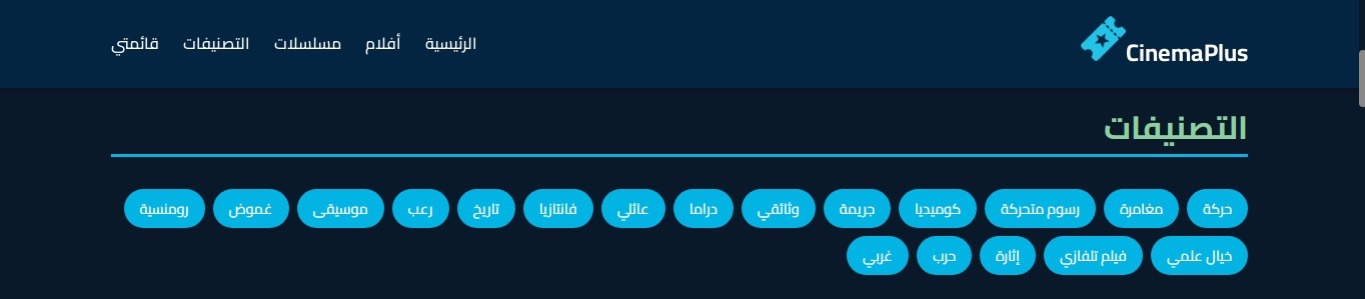 CinemaPlus
الرئيسية أفلام مسلسلات التصنيفات قائمتي
التصنيفات
حركة مغامرة رسوم متحركة كوميديا جريمة وثائقي دراما عائلي فانتازيا تاريخ رعب موسيقى غموض رومنسية
خيال علمي فيلم تلفازي إثارة حرب غربي